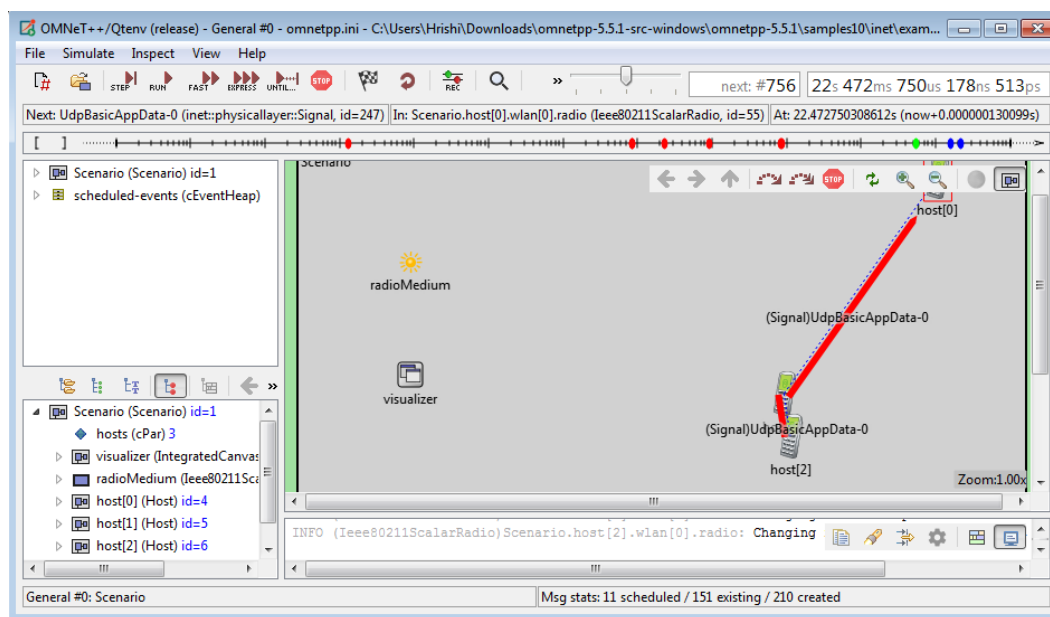 OMNeT++/Qtenv (release) - General #0 - omnetpp.ini - C:\Users\Hrishi\Downloads\omnetpp-5.5.1-src-windows\omnetpp-5.5.1\samples10\inet\exam...
File Simulate Inspect View Help
STEP RUN FAST EXPRESS UNTIL... STOP REC » next: #756 22s 472ms 750us 178ns 513ps
Next: UdpBasicAppData-0 (inet::physicallayer::Signal, id=247) In: Scenario.host[0].wlan[0].radio (Ieee80211ScalarRadio, id=55) At: 22.472750308612s (now+0.000000130099s)
[ ]
Scenario (Scenario) id=1
scheduled-events (cEventHeap)
Scenario
STOP
host[0]
radioMedium
(Signal)UdpBasicAppData-0
visualizer
(Signal)UdpBasicAppData-0
host[2]
Zoom:1.00x
»
Scenario (Scenario) id=1
hosts (cPar) 3
visualizer (IntegratedCanvas
radioMedium (Ieee80211Sca
host[0] (Host) id=4
host[1] (Host) id=5
host[2] (Host) id=6
INFO (Ieee80211ScalarRadio)Scenario.host[2].wlan[0].radio: Changing
General #0: Scenario
Msg stats: 11 scheduled / 151 existing / 210 created